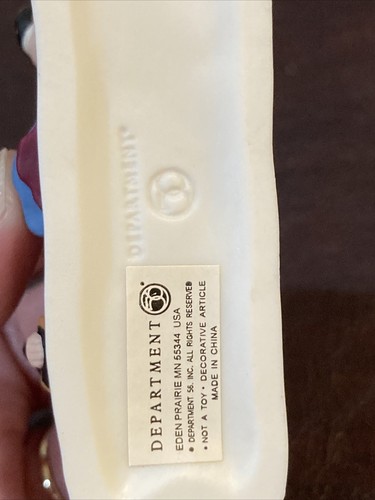 DEPARTMENT 56
DEPARTMENT 56
EDEN PRAIRIE MN 55344 USA
® DEPARTMENT 56, INC. ALL RIGHTS RESERVED
• NOT A TOY • DECORATIVE ARTICLE
MADE IN CHINA